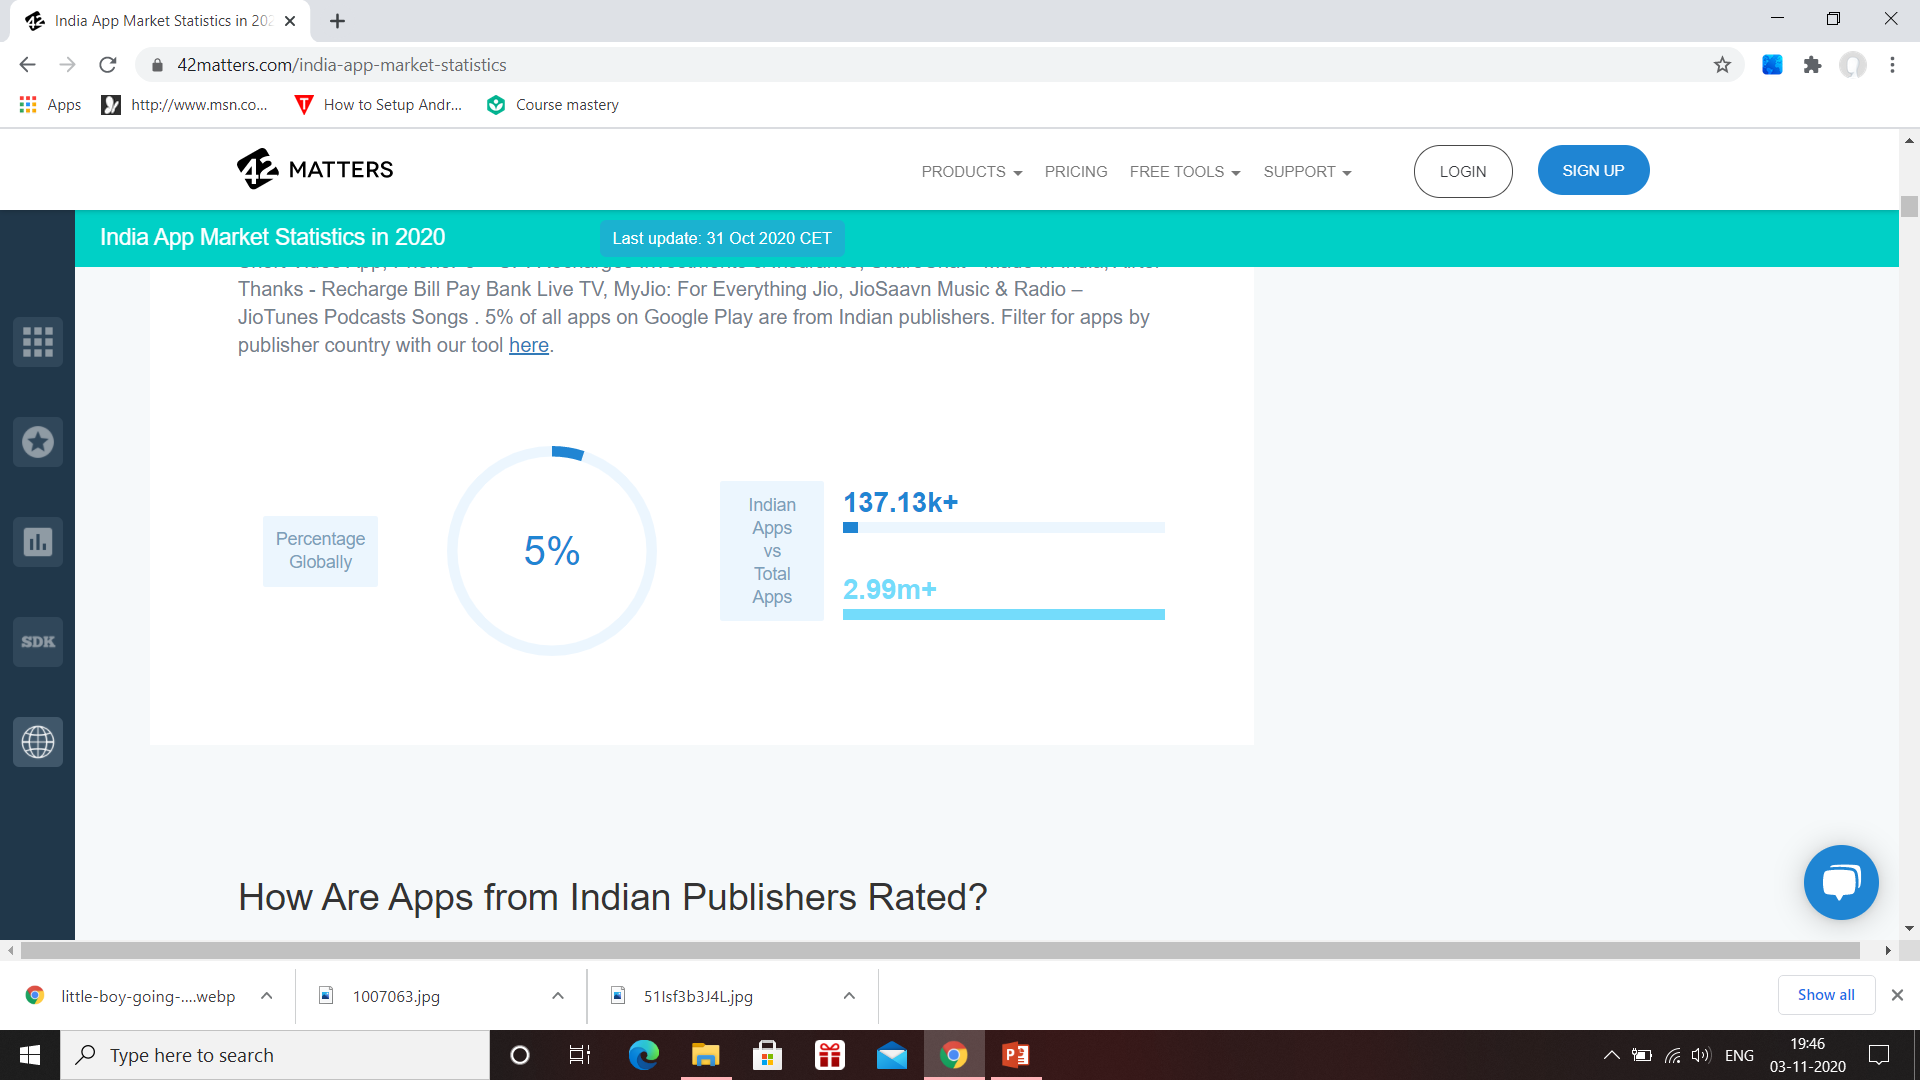 India App Market Statistics in 202
42matters.com/india-app-market-statistics
Apps
http://www.msn.co...
How to Setup Andr...
Course mastery
42 MATTERS
PRODUCTS
PRICING
FREE TOOLS
SUPPORT
LOGIN
SIGN UP
India App Market Statistics in 2020
Last update: 31 Oct 2020 CET
Thanks - Recharge Bill Pay Bank Live TV, MyJio: For Everything Jio, JioSaavn Music & Radio –
JioTunes Podcasts Songs . 5% of all apps on Google Play are from Indian publishers. Filter for apps by
publisher country with our tool here.
Percentage
Globally
5%
Indian
Apps
vs
Total
Apps
137.13k+
2.99m+
SDK
How Are Apps from Indian Publishers Rated?
little-boy-going-....webp
1007063.jpg
51Isf3b3J4L.jpg
Show all
Type here to search
ENG
19:46
03-11-2020